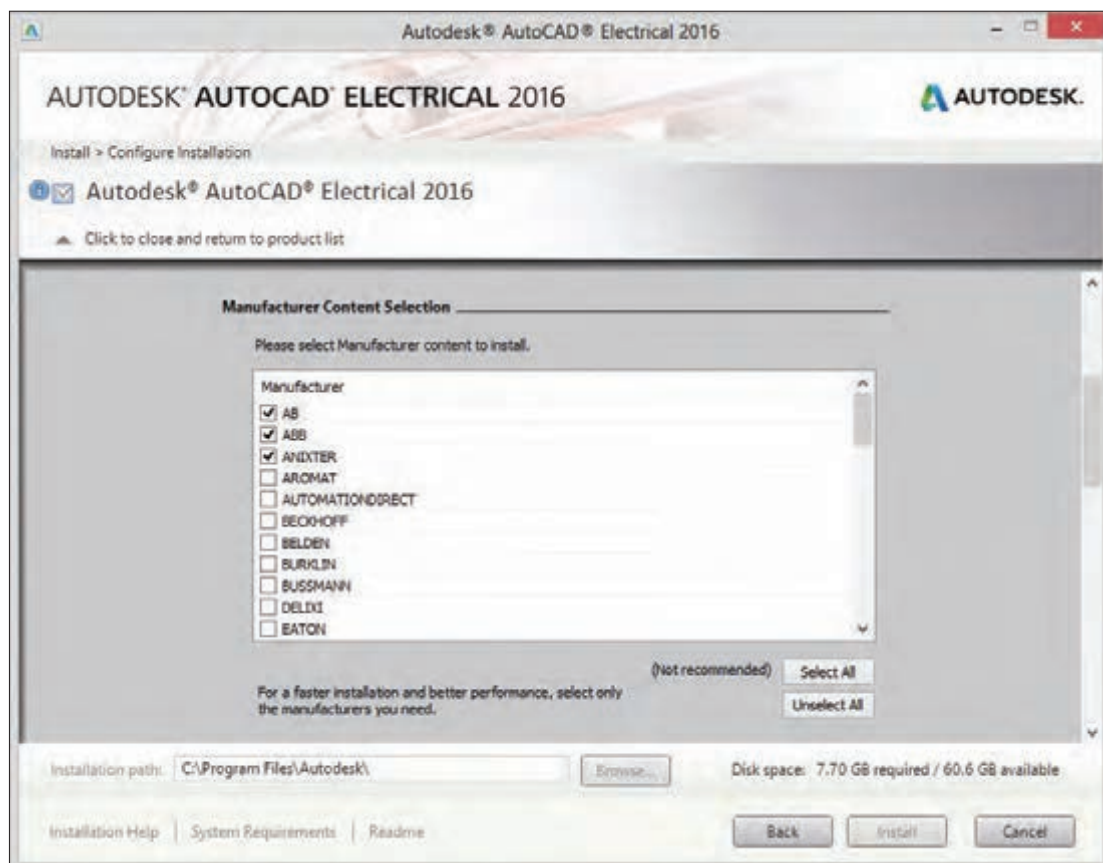 Autodesk® AutoCAD® Electrical 2016
AUTODESK® AUTOCAD® ELECTRICAL 2016
AUTODESK.
Install > Configure Installation
Autodesk® AutoCAD® Electrical 2016
Click to close and return to product list
Manufacturer Content Selection
Please select Manufacturer content to install.
Manufacturer
AB
ABB
ANIXTER
AROMAT
AUTOMATIONDIRECT
BECKHOFF
BELDEN
BURKLIN
BUSSMANN
DELIXI
EATON
(Not recommended) Select All
For a faster installation and better performance, select only
the manufacturers you need.
Unselect All
Installation path: C:\Program Files\Autodesk\ Browse... Disk space: 7.70 GB required / 60.6 GB available
Installation Help | System Requirements | Readme Back Install Cancel